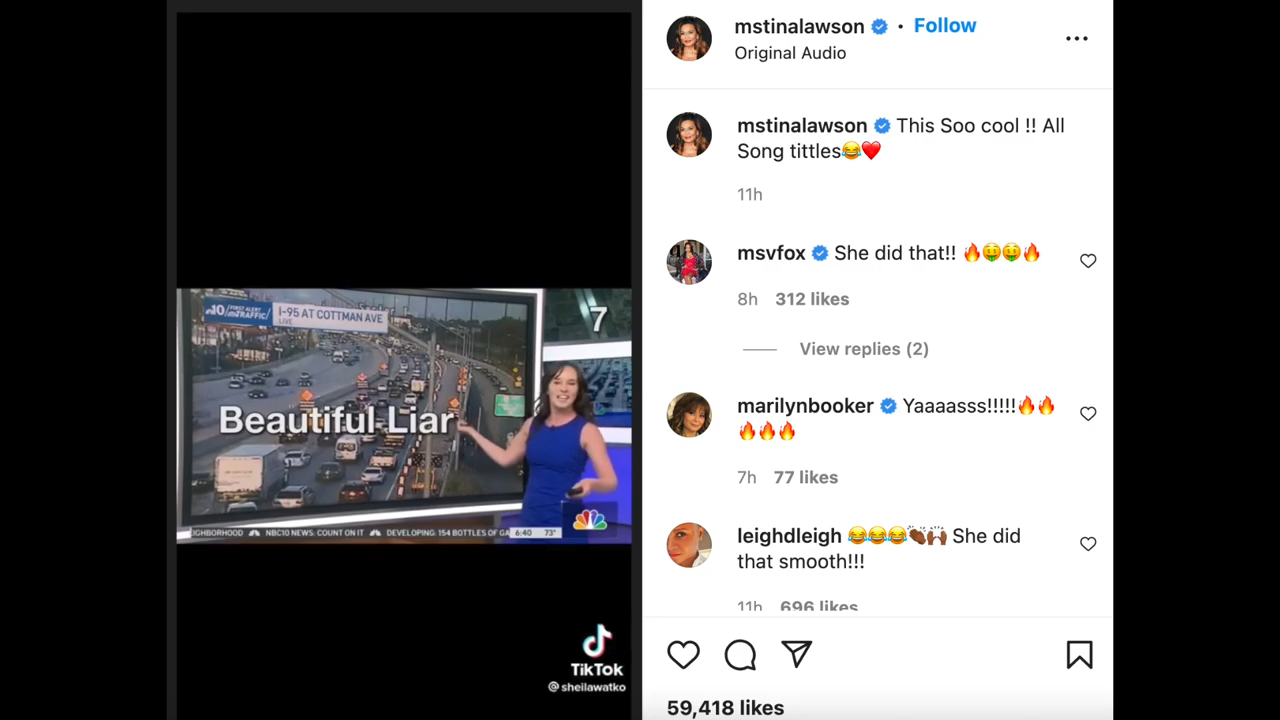 10/FIRST ALERT
TRAFFIC/
I-95 AT COTTMAN AVE
LIVE
7
Beautiful Liar
IGHBORHOOD NBC10 NEWS: COUNT ON IT DEVELOPING: 154 BOTTLES OF GA 6:40 73°
TikTok
@sheilawatko
mstinalawson • Follow
Original Audio
mstinalawson This Soo cool !! All
Song tittles😂❤️
11h
msvfox She did that!! 🔥🤑🤑🔥
8h 312 likes
View replies (2)
marilynbooker Yaaaasss!!!!!🔥🔥
🔥🔥🔥
7h 77 likes
leighdleigh 😂😂😂👏🏾🙌🏾 She did
that smooth!!!
11h 696 likes
59,418 likes